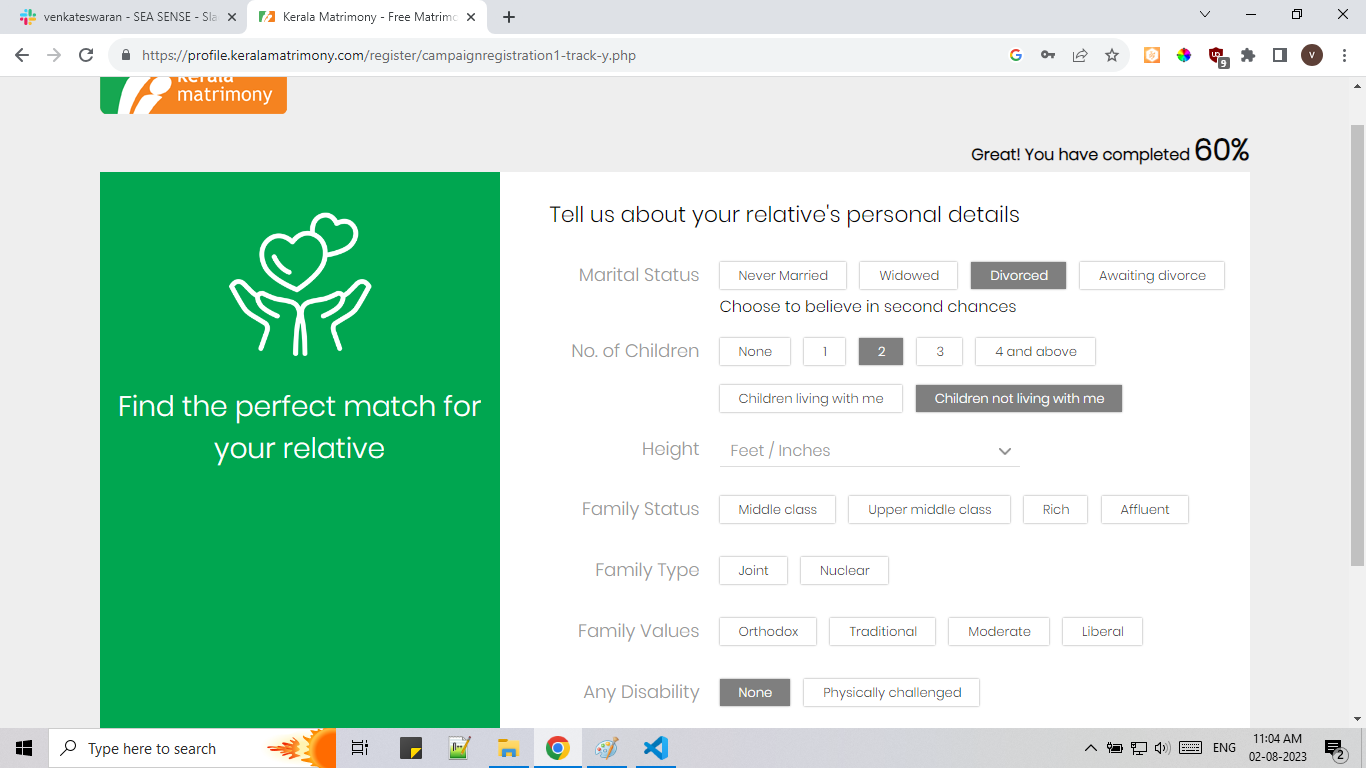 venkateswaran - SEA SENSE - Sla
Kerala Matrimony - Free Matrimo
https://profile.keralamatrimony.com/register/campaignregistration1-track-y.php
9
V
kerala
matrimony
Great! You have completed 60%
Find the perfect match for
your relative
Tell us about your relative's personal details
Marital Status Never Married Widowed Divorced Awaiting divorce
Choose to believe in second chances
No. of Children None 1 2 3 4 and above
Children living with me Children not living with me
Height Feet / Inches
Family Status Middle class Upper middle class Rich Affluent
Family Type Joint Nuclear
Family Values Orthodox Traditional Moderate Liberal
Any Disability None Physically challenged
Type here to search
ENG
11:04 AM
02-08-2023
2